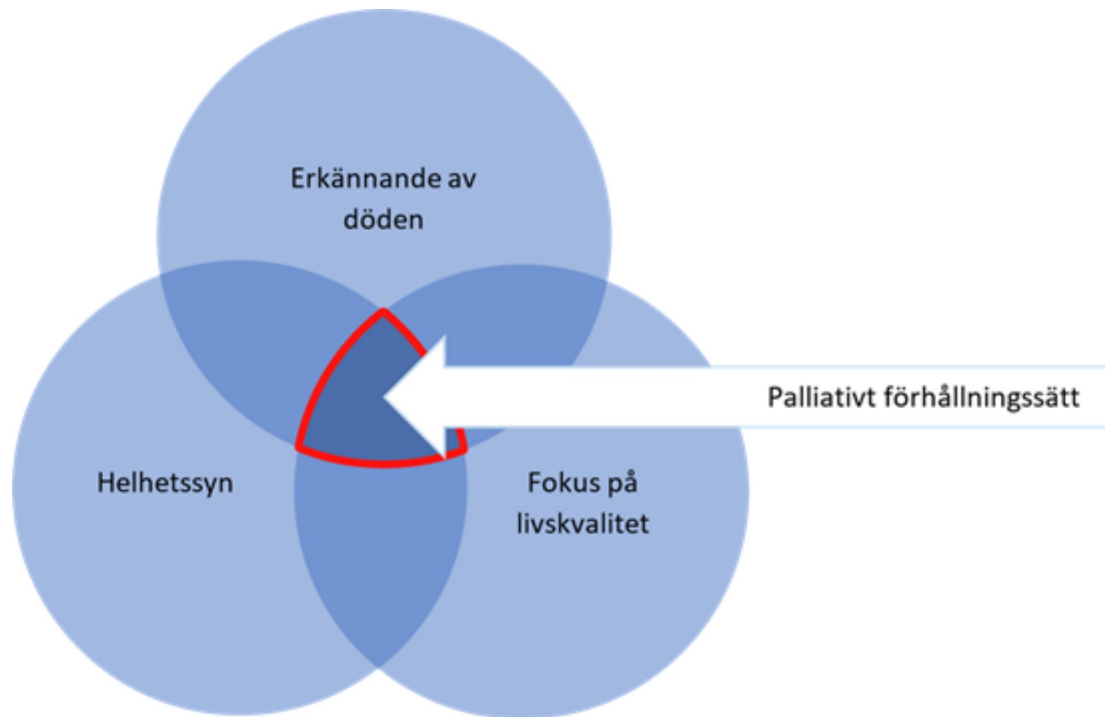 Erkännande av
döden
Palliativt förhållningssätt
Helhetssyn
Fokus på
livskvalitet